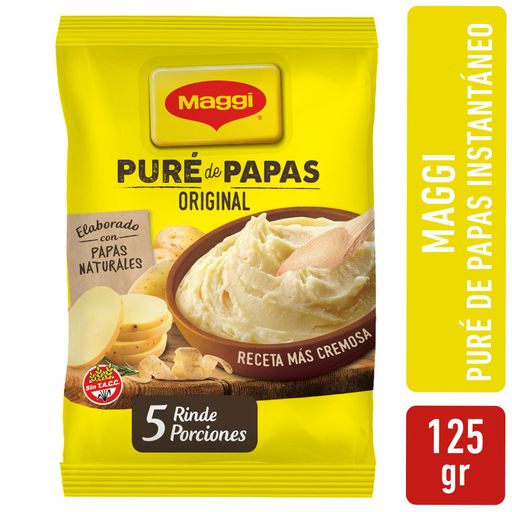 Maggi
PURÉ de PAPAS
ORIGINAL
Elaborado
con
PAPAS
NATURALES
RECETA MÁS CREMOSA
Sin T.A.C.C.
5 Rinde
Porciones
MAGGI
PURÉ DE PAPAS INSTANTÁNEO
125
gr